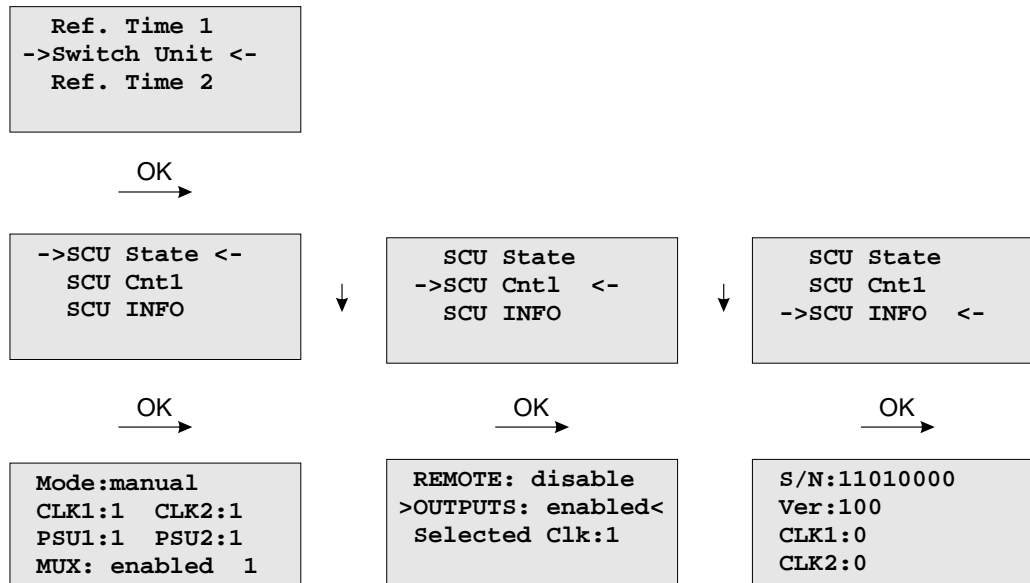 Ref. Time 1
->Switch Unit <-
Ref. Time 2
OK
->SCU State <-
SCU Cnt1
SCU INFO
SCU State
->SCU Cntl <-
SCU INFO
SCU State
SCU Cnt1
->SCU INFO <-
OK
OK
OK
Mode:manual
CLK1:1 CLK2:1
PSU1:1 PSU2:1
MUX: enabled 1
REMOTE: disable
>OUTPUTS: enabled<
Selected Clk:1
S/N:11010000
Ver:100
CLK1:0
CLK2:0